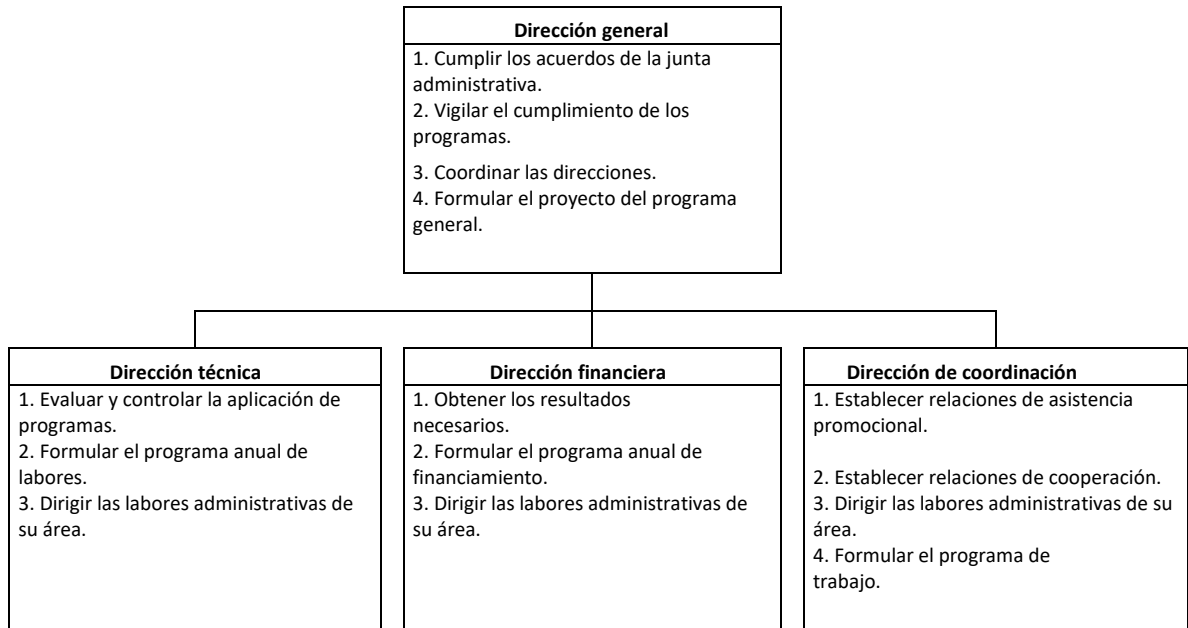 Dirección general
1. Cumplir los acuerdos de la junta
administrativa.
2. Vigilar el cumplimiento de los
programas.
3. Coordinar las direcciones.
4. Formular el proyecto del programa
general.
Dirección técnica
1. Evaluar y controlar la aplicación de
programas.
2. Formular el programa anual de
labores.
3. Dirigir las labores administrativas de
su área.
Dirección financiera
1. Obtener los resultados
necesarios.
2. Formular el programa anual de
financiamiento.
3. Dirigir las labores administrativas de
su área.
Dirección de coordinación
1. Establecer relaciones de asistencia
promocional.
2. Establecer relaciones de cooperación.
3. Dirigir las labores administrativas de su
área.
4. Formular el programa de
trabajo.